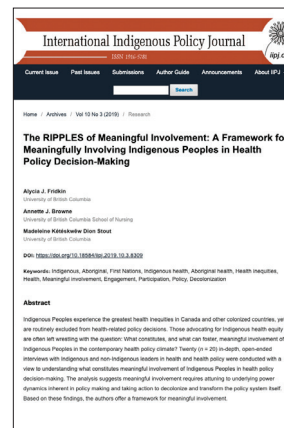 International Indigenous Policy Journal
ISSN 1916-5781
iipj.o
Current Issue Past Issues Submissions Author Guide Announcements About IIPJ
Search
Home / Archives / Vol 10 No 3 (2019) / Research
The RIPPLES of Meaningful Involvement: A Framework fo
Meaningfully Involving Indigenous Peoples in Health
Policy Decision-Making
Alycia J. Fridkin
University of British Columbia
Annette J. Browne
University of British Columbia School of Nursing
Madeleine Kétéskwēw Dion Stout
University of British Columbia
DOI: https://doi.org/10.18584/iipj.2019.10.3.8309
Keywords: Indigenous, Aboriginal, First Nations, Indigenous health, Aboriginal health, Health inequities,
Health, Meaningful involvement, Engagement, Participation, Policy, Decolonization
Abstract
Indigenous Peoples experience the greatest health inequities in Canada and other colonized countries, yet
are routinely excluded from health-related policy decisions. Those advocating for Indigenous health equity
are often left wrestling with the question: What constitutes, and what can foster, meaningful involvement of
Indigenous Peoples in the contemporary health policy climate? Twenty (n = 20) in-depth, open-ended
interviews with Indigenous and non-Indigenous leaders in health and health policy were conducted with a
view to understanding what constitutes meaningful involvement of Indigenous Peoples in health policy
decision-making. The analysis suggests meaningful involvement requires attuning to underlying power
dynamics inherent in policy making and taking action to decolonize and transform the policy system itself.
Based on these findings, the authors offer a framework for meaningful involvement.